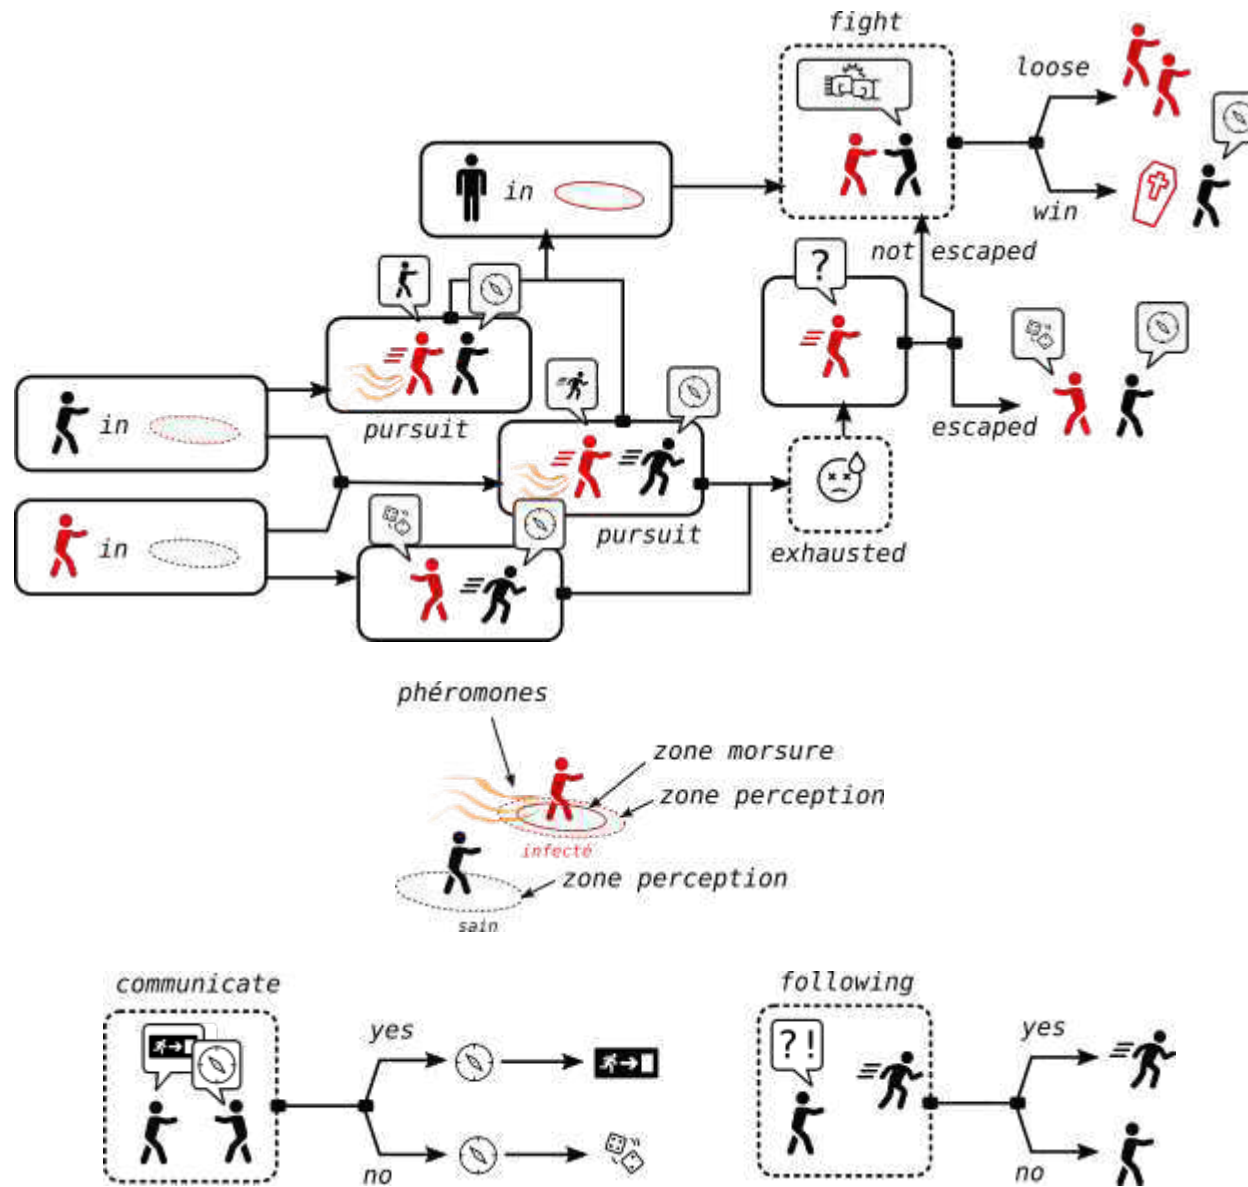 fight
loose
in
win
not escaped
?
in
pursuit
escaped
in
pursuit
exhausted
phéromones
zone morsure
zone perception
infecté
zone perception
sain
communicate
yes
no
following
?!
yes
no